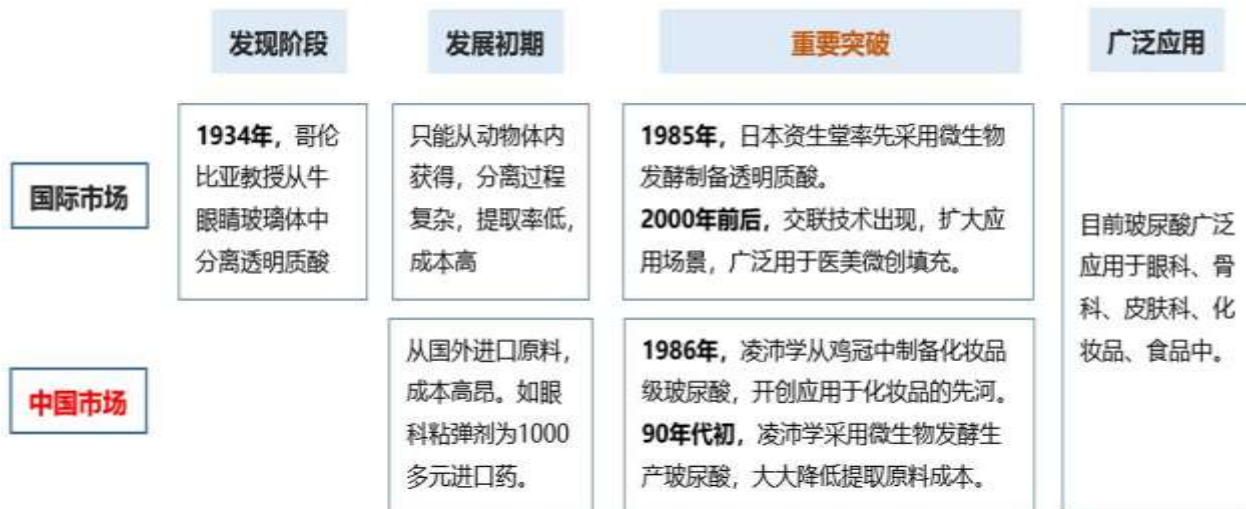 发现阶段
发展初期
重要突破
广泛应用
国际市场
1934年，哥伦
比亚教授从牛
眼睛玻璃体中
分离透明质酸
只能从动物体内
获得，分离过程
复杂，提取率低，
成本高
1985年，日本资生堂率先采用微生物
发酵制备透明质酸。
2000年前后，交联技术出现，扩大应
用场景，广泛用于医美微创填充。
目前玻尿酸广泛
应用于眼科、骨
科、皮肤科、化
妆品、食品中。
中国市场
从国外进口原料，
成本高昂。如眼
科粘弹剂为1000
多元进口药。
1986年，凌沛学从鸡冠中制备化妆品
级玻尿酸，开创应用于化妆品的先河。
90年代初，凌沛学采用微生物发酵生
产玻尿酸，大大降低提取原料成本。